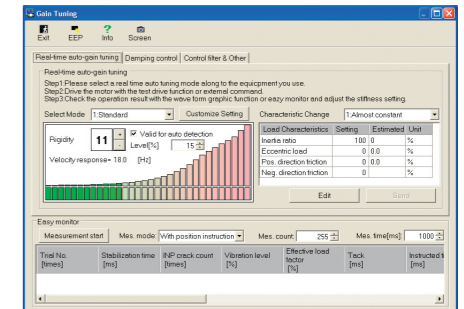 Gain Tuning
Exit EEP Info Screen
Real-time auto-gain tuning Damping control Control filter & Other
Real-time auto-gain tuning
Step1:Please select a real time auto tuning mode along to the equicpment you use.
Step2:Drive the motor with the test drive function or external command.
Step3:Check the operation result with the wave form graphic function or eazy monitor and adjust the stiffness setting.
Select Mode 1:Standard Customize Setting Characteristic Change 1:Almost constant
Rigidity 11 Valid for auto detection
Level[%] 15
Velocity response= 18.0 [Hz]
Load Characteristics Setting Estimated Unit
Inertia ratio 100 0 %
Eccentric load 0 0.0 %
Pos. direction friction 0 0.0 %
Neg. direction friction 0 %
Edit Send
Easy monitor
Measurement start Mes. mode: With position instruction Mes. count: 255 Mes. time[ms]: 1000
Trial No. [times] Stabilization time [ms] INP crack count [times] Vibration level [%] Effective load factor [%] Tack [ms] Instructed ti [ms]